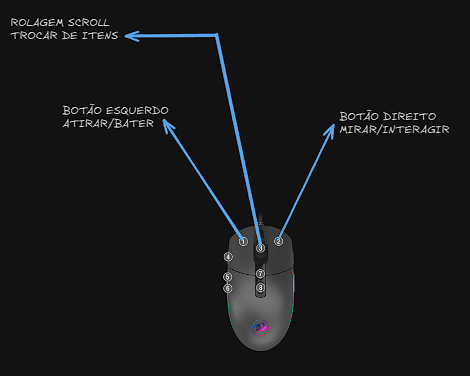 ROLAGEM SCROLL
TROCAR DE ITENS
BOTÃO ESQUERDO
ATIRAR/BATER
BOTÃO DIREITO
MIRAR/INTERAGIR
1
3
2
4
5
7
6
8